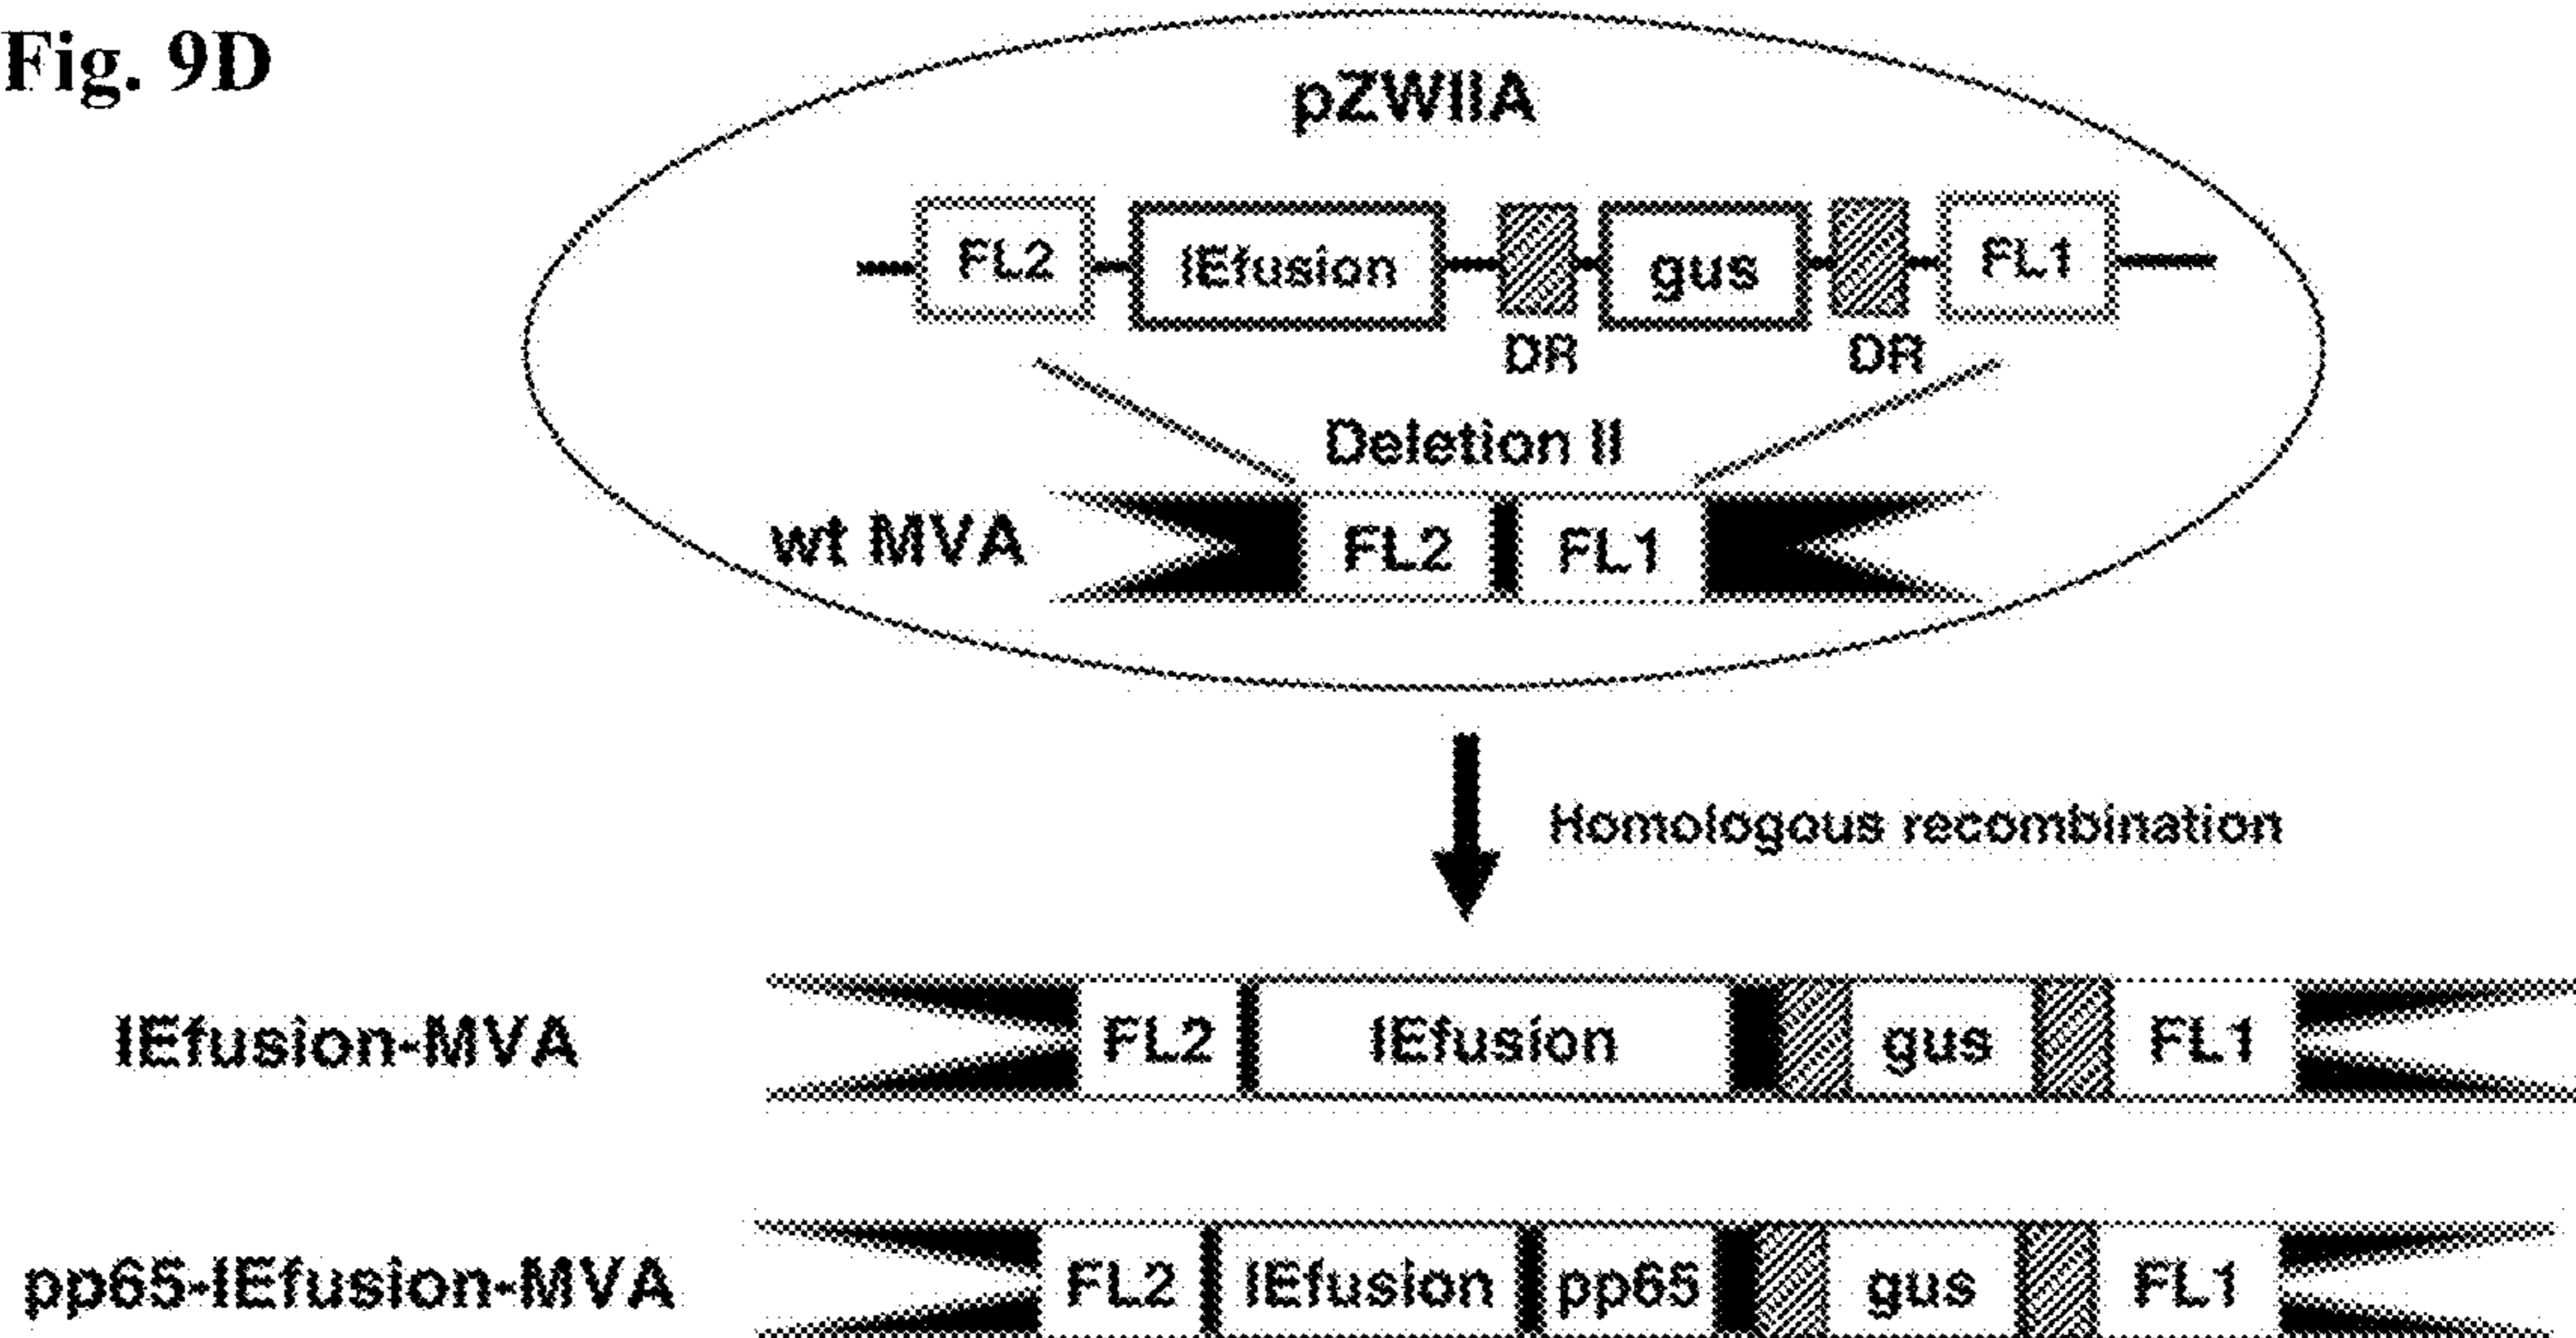 Fig. 9D
pZWIIA
FL2 IEfusion gus FL1
DR DR
Deletion II
wt MVA FL2 FL1
Homologous recombination
IEfusion-MVA FL2 IEfusion gus FL1
pp65-IEfusion-MVA FL2 IEfusion pp65 gus FL1